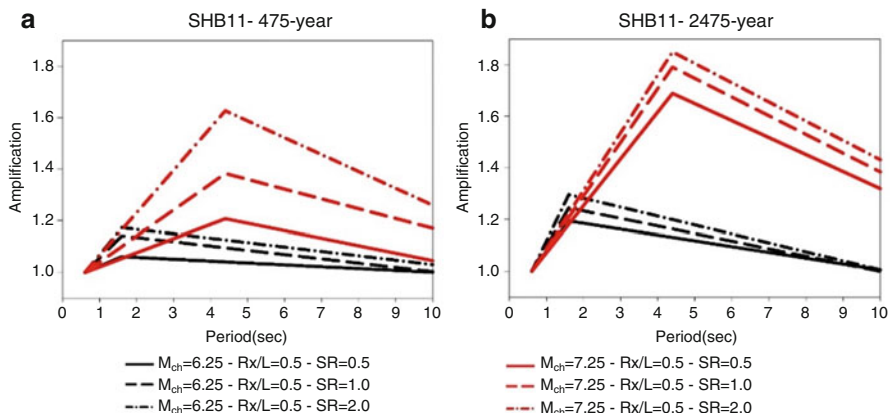 a
SHB11- 475-year
b
SHB11- 2475-year
Amplification
1.8
1.6
1.4
1.2
1.0
0 1 2 3 4 5 6 7 8 9 10
Period(sec)
Amplification
1.8
1.6
1.4
1.2
1.0
0 1 2 3 4 5 6 7 8 9 10
Period(sec)
Mch=6.25 - Rx/L=0.5 - SR=0.5
Mch=6.25 - Rx/L=0.5 - SR=1.0
Mch=6.25 - Rx/L=0.5 - SR=2.0
Mch=7.25 - Rx/L=0.5 - SR=0.5
Mch=7.25 - Rx/L=0.5 - SR=1.0
Mch=7.25 - Rx/L=0.5 - SR=2.0